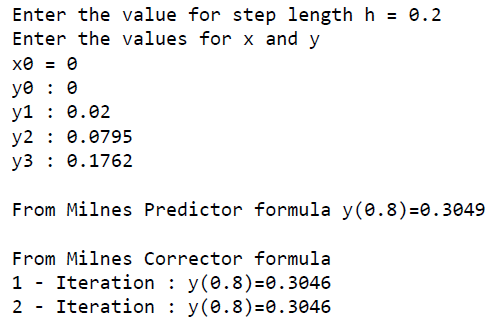 Enter the value for step length h = 0.2
Enter the values for x and y
x0 = 0
y0 : 0
y1 : 0.02
y2 : 0.0795
y3 : 0.1762
From Milnes Predictor formula y(0.8)=0.3049
From Milnes Corrector formula
1 - Iteration : y(0.8)=0.3046
2 - Iteration : y(0.8)=0.3046